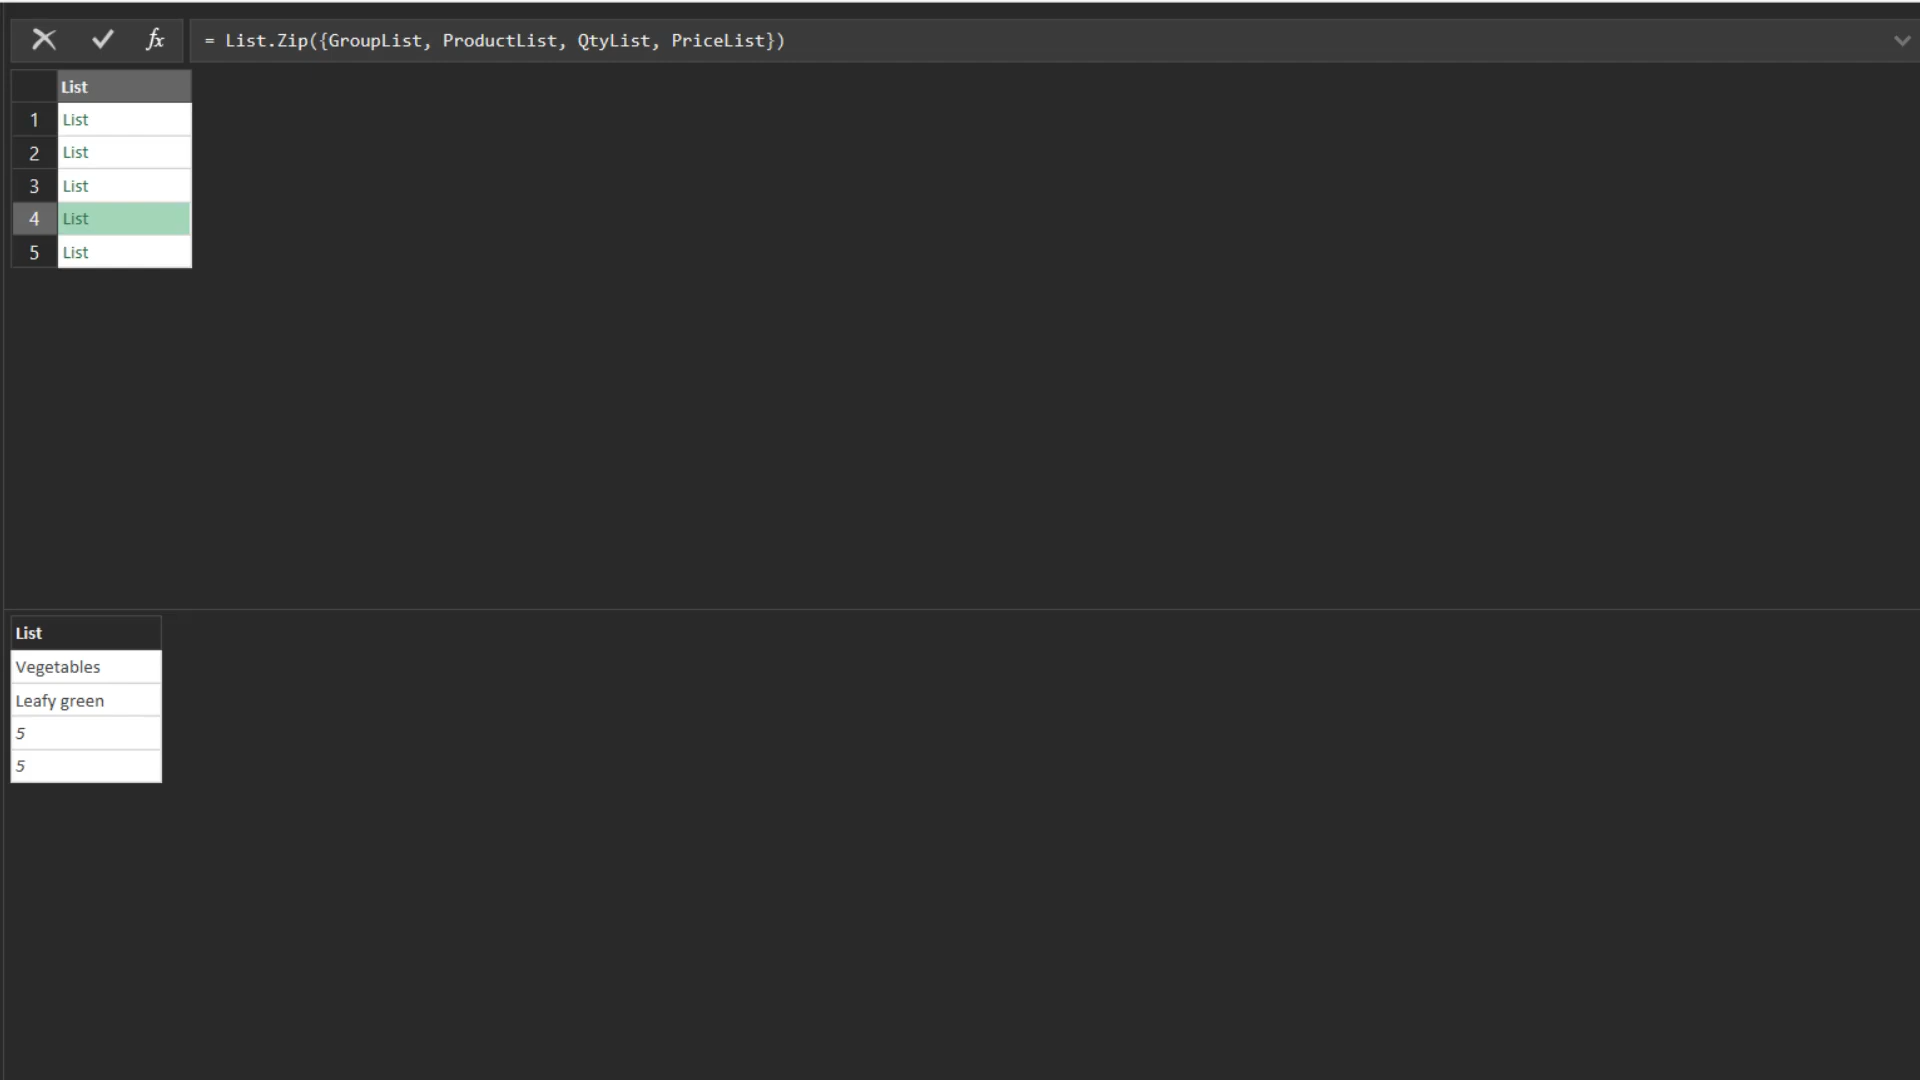 fx = List.Zip({GroupList, ProductList, QtyList, PriceList})
List
1 List
2 List
3 List
4 List
5 List
List
Vegetables
Leafy green
5
5